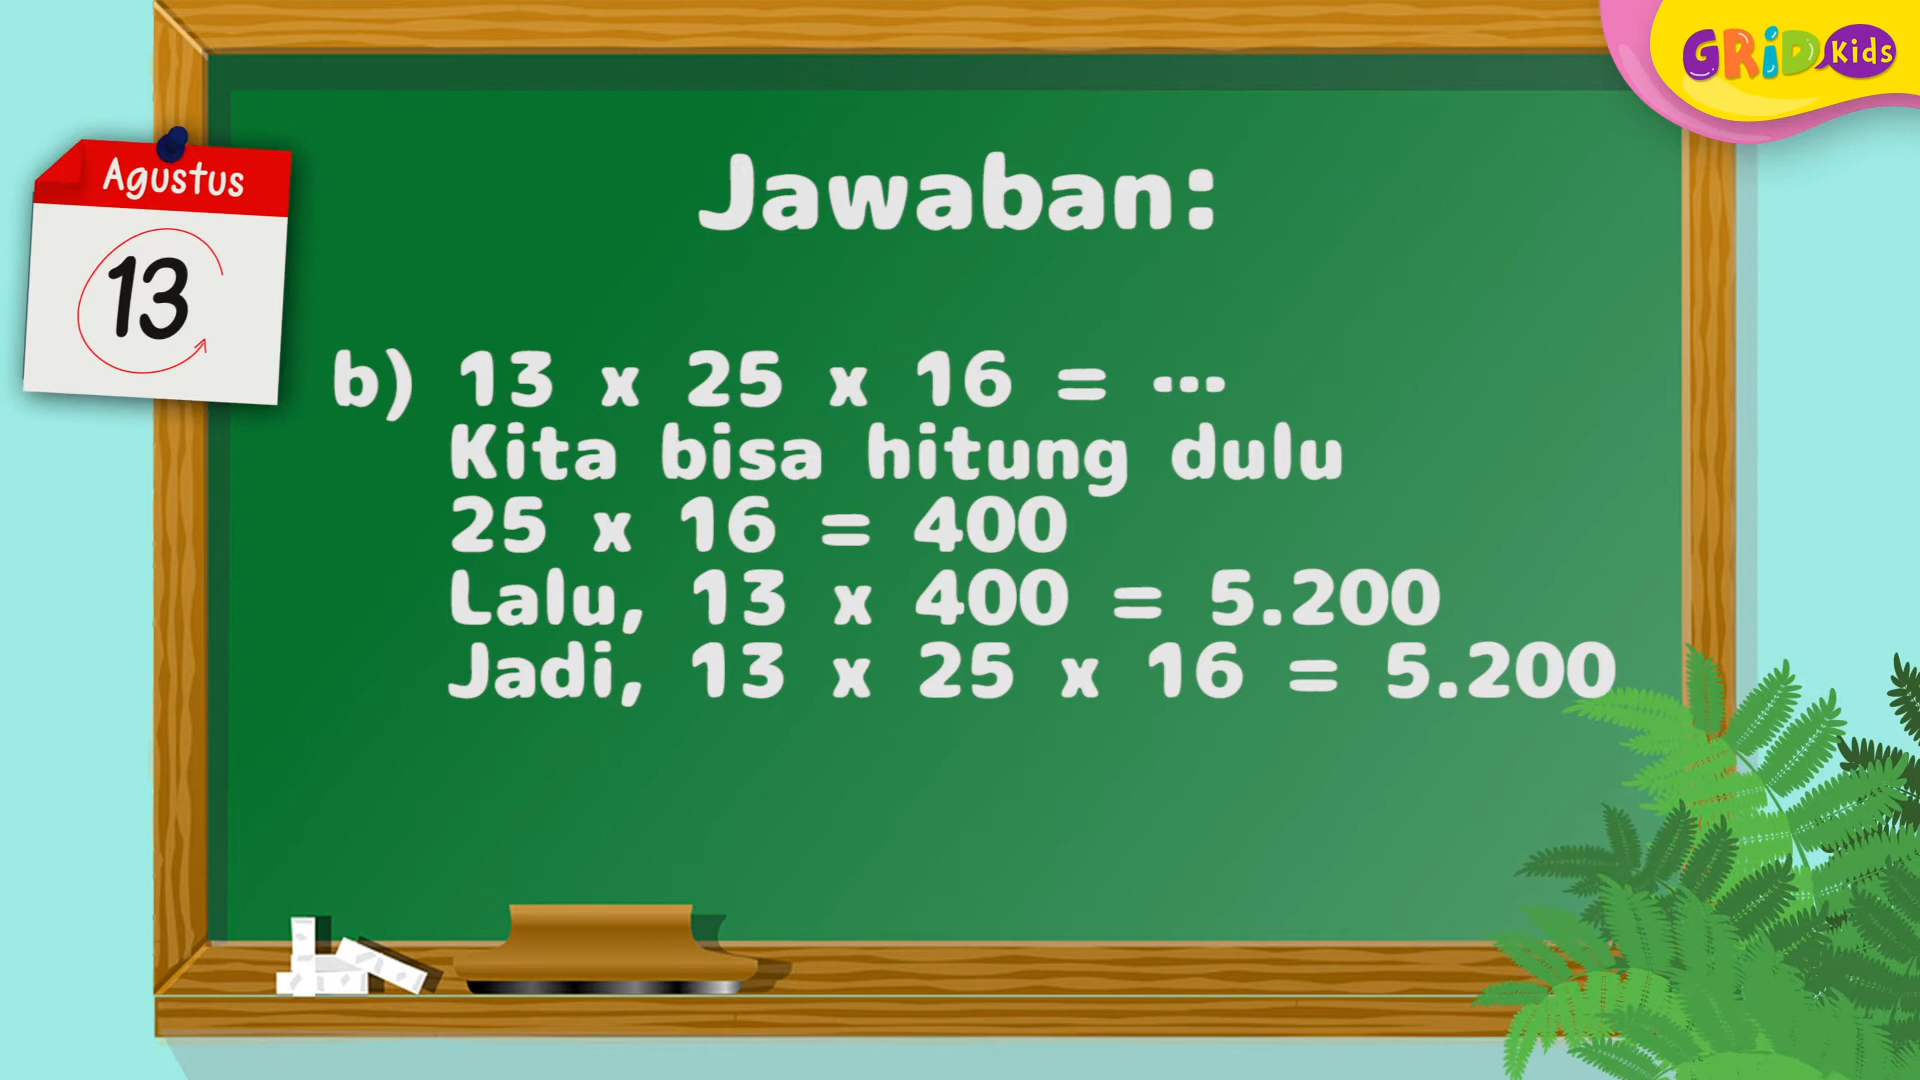 GRID Kids
Agustus
13
Jawaban:
b) 13 x 25 x 16 = ...
Kita bisa hitung dulu
25 x 16 = 400
Lalu, 13 x 400 = 5.200
Jadi, 13 x 25 x 16 = 5.200